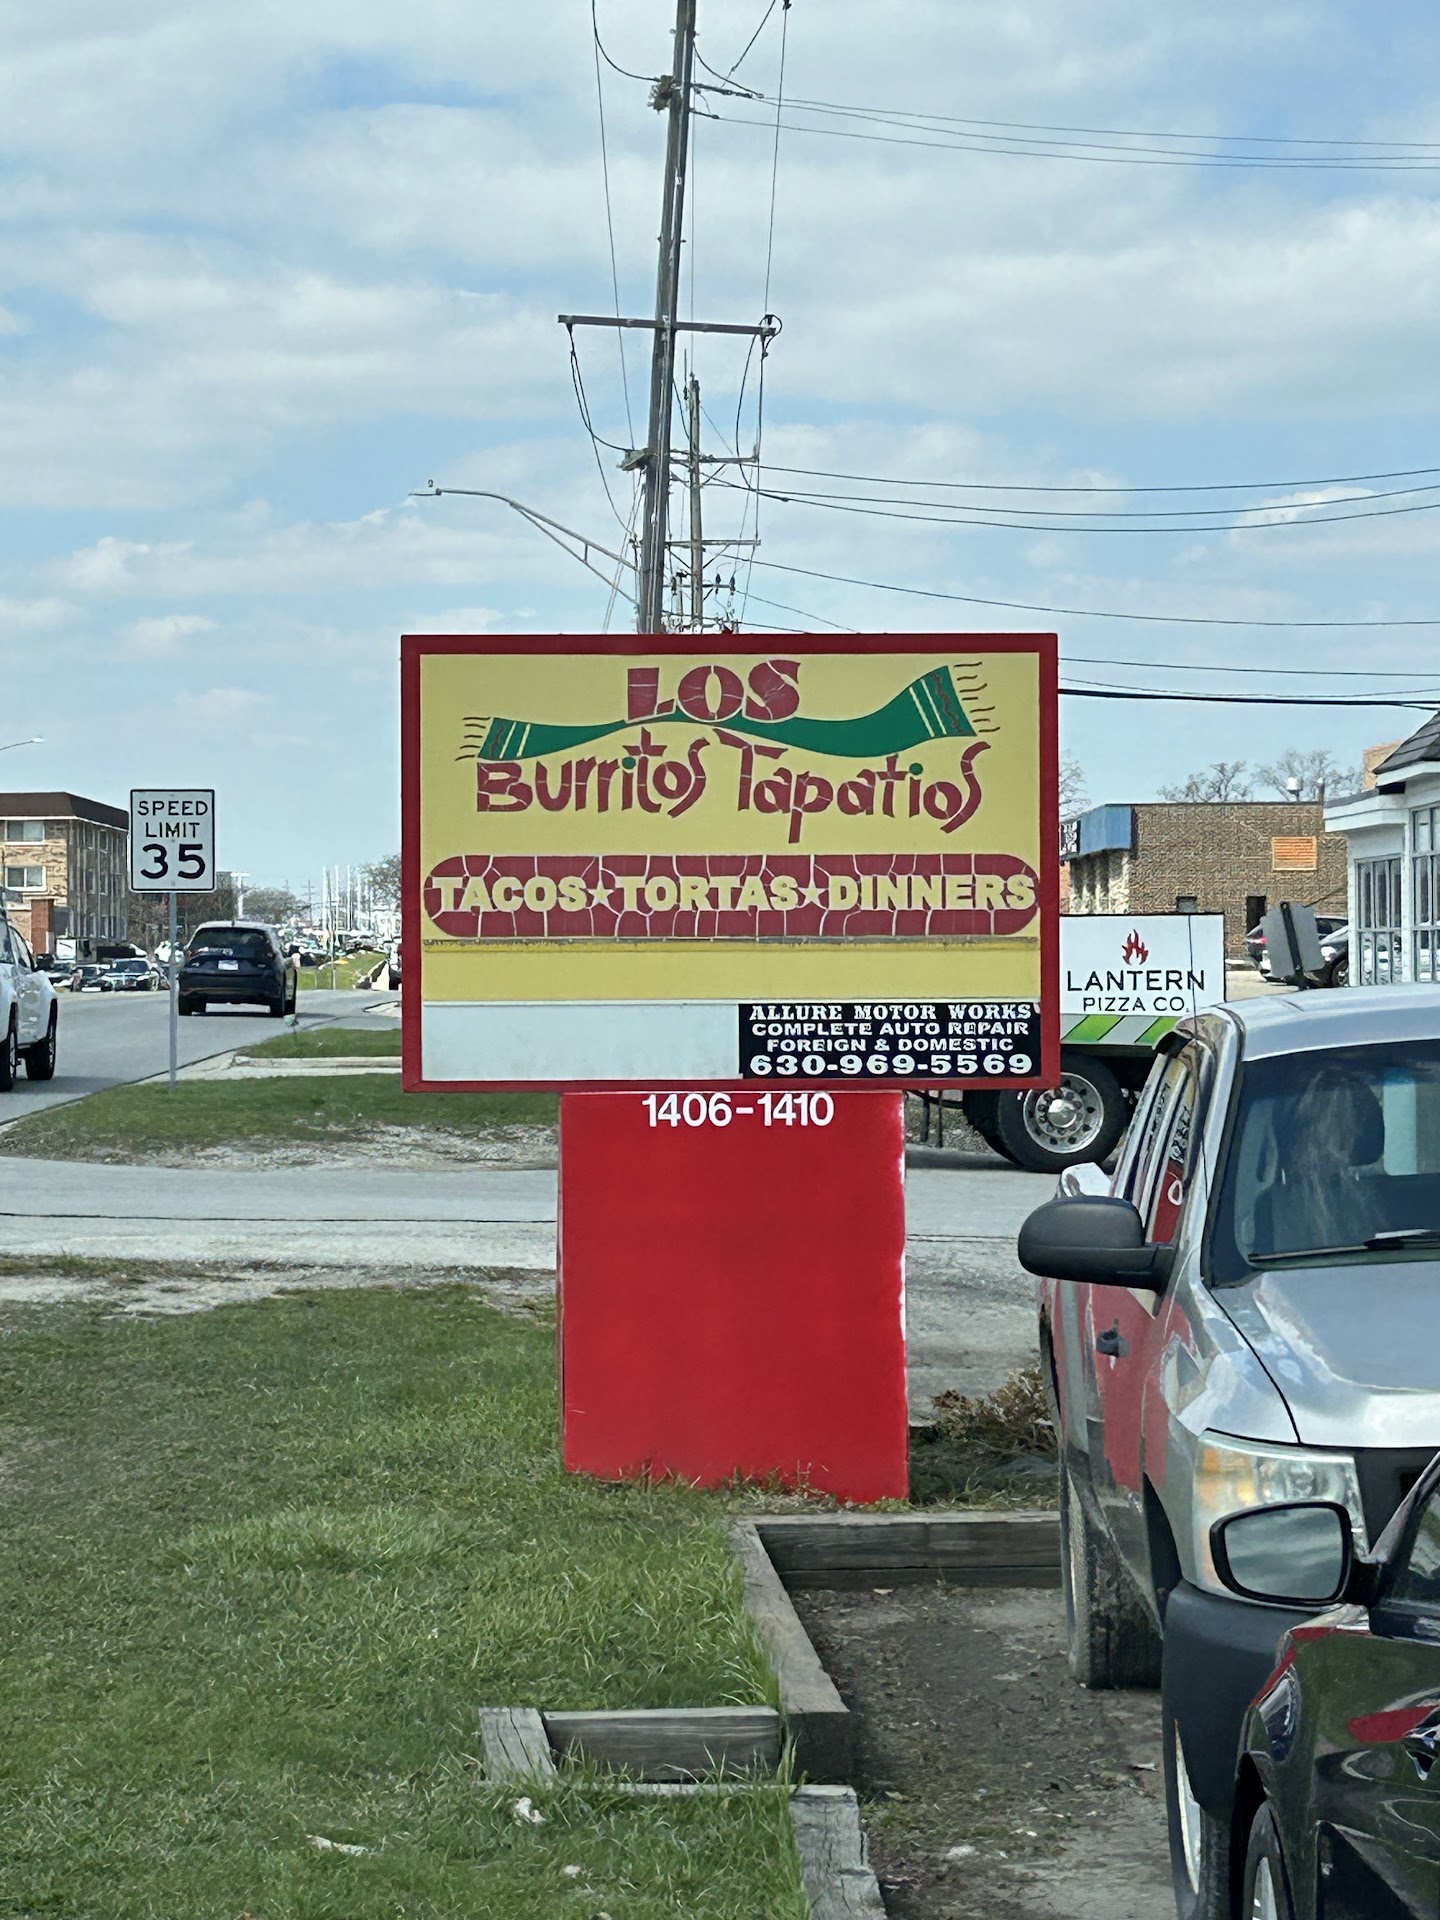 SPEED
LIMIT
35
LOS
Burritos Tapatios
TACOS★TORTAS★DINNERS
ALLURE MOTOR WORKS
COMPLETE AUTO REPAIR
FOREIGN & DOMESTIC
630-969-5569
1406-1410
LANTERN
PIZZA CO.